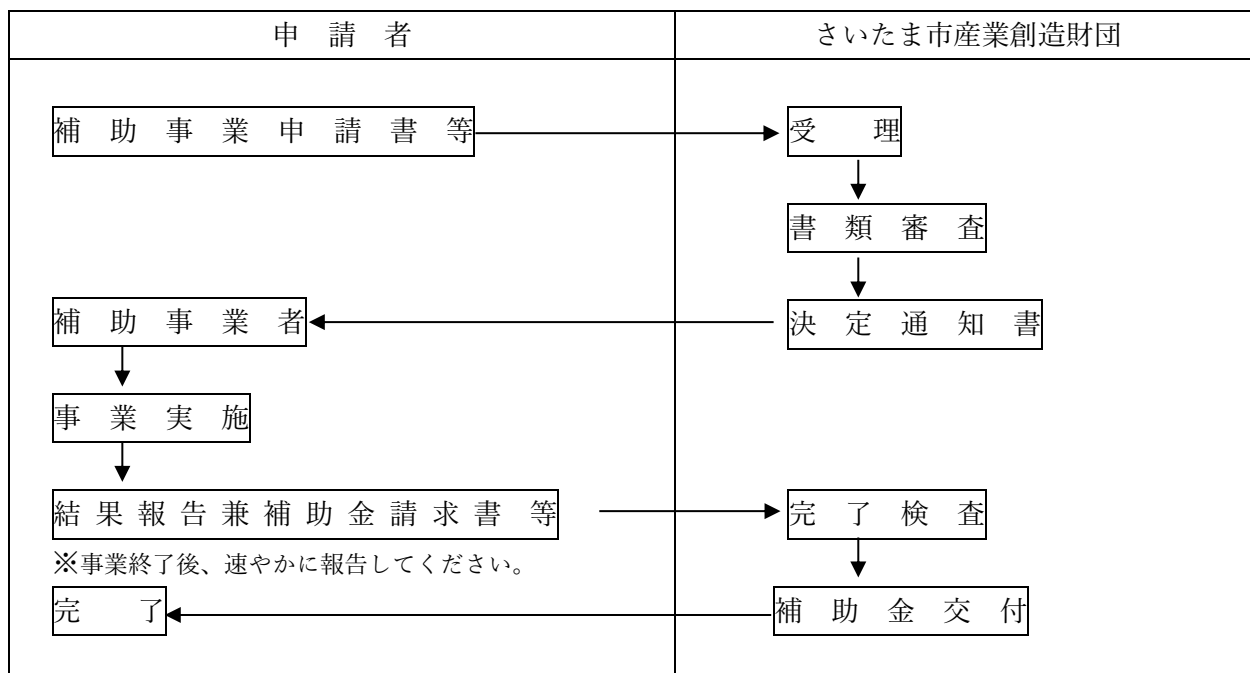 申請者
さいたま市産業創造財団
補助事業申請書等
受理
書類審査
決定通知書
補助事業者
事業実施
結果報告兼補助金請求書等
※事業終了後、速やかに報告してください。
完了検査
補助金交付
完了